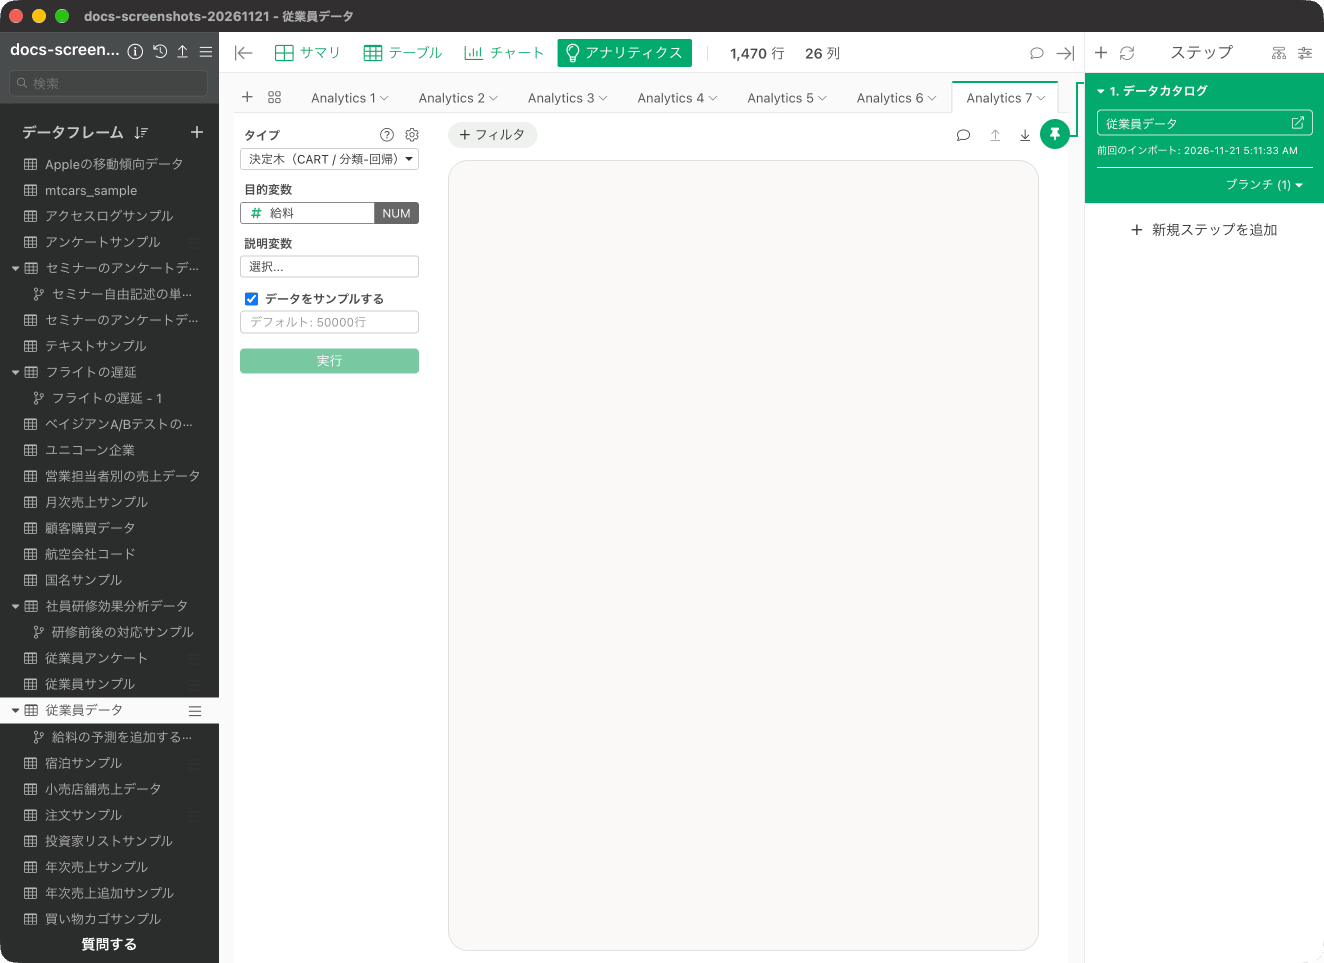 docs-screenshots-20261121 - 従業員データ
docs-screen...
検索
データフレーム
Appleの移動傾向データ
mtcars_sample
アクセスログサンプル
アンケートサンプル
セミナーのアンケートデ…
セミナー自由記述の単…
セミナーのアンケートデ…
テキストサンプル
フライトの遅延
フライトの遅延 - 1
ベイジアンA/Bテストの…
ユニコーン企業
営業担当者別の売上データ
月次売上サンプル
顧客購買データ
航空会社コード
国名サンプル
社員研修効果分析データ
研修前後の対応サンプル
従業員アンケート
従業員サンプル
従業員データ
給料の予測を追加する…
宿泊サンプル
小売店舗売上データ
注文サンプル
投資家リストサンプル
年次売上サンプル
年次売上追加サンプル
買い物カゴサンプル
質問する
サマリ テーブル チャート アナリティクス 1,470 行 26 列
Analytics 1 Analytics 2 Analytics 3 Analytics 4 Analytics 5 Analytics 6 Analytics 7
タイプ
決定木（CART / 分類-回帰）
目的変数
# 給料 NUM
説明変数
選択...
データをサンプルする
デフォルト: 50000行
実行
+ フィルタ
ステップ
1. データカタログ
従業員データ
前回のインポート: 2026-11-21 5:11:33 AM
ブランチ (1)
+ 新規ステップを追加